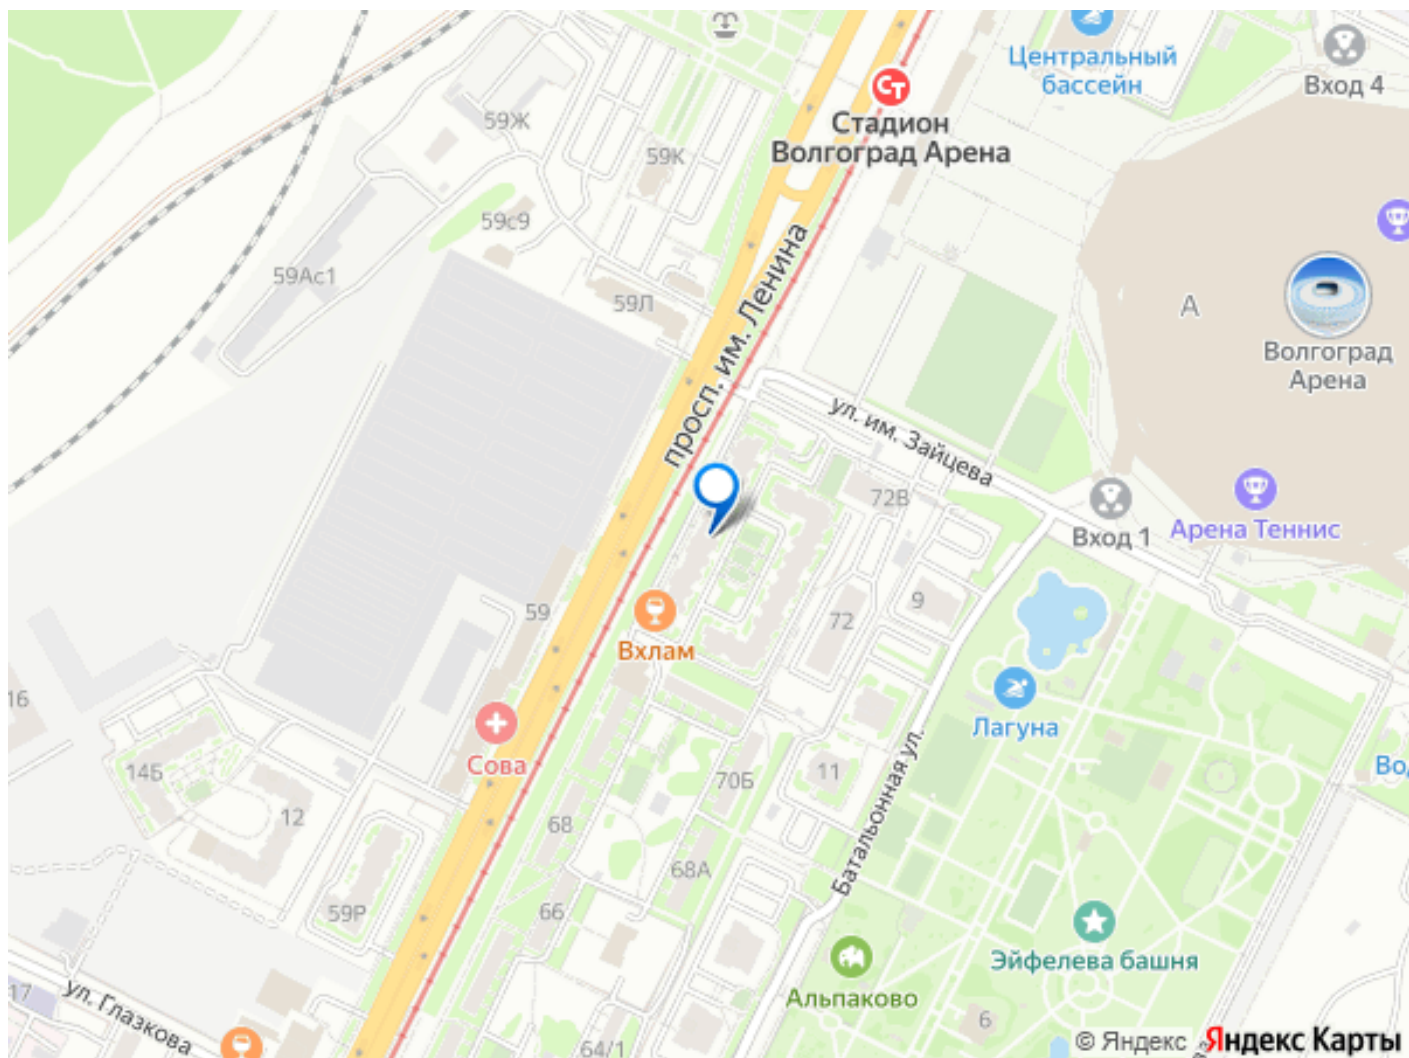 Центральный
бассейн
Вход 4
Стадион
Волгоград Арена
59Ж
59К
59с9
59Ас1
59Л
просп. им. Ленина
А
Волгоград
Арена
ул. им. Зайцева
72В
Вход 1
Арена Теннис
59
9
72
Вхлам
16
Лагуна
Сова
14Б
11
70Б
Во
12
68
Батальонная ул.
68А
59Р
66
Эйфелева башня
Альпаково
17
ул. Глазкова
6
64/1
© Яндекс Яндекс Карты